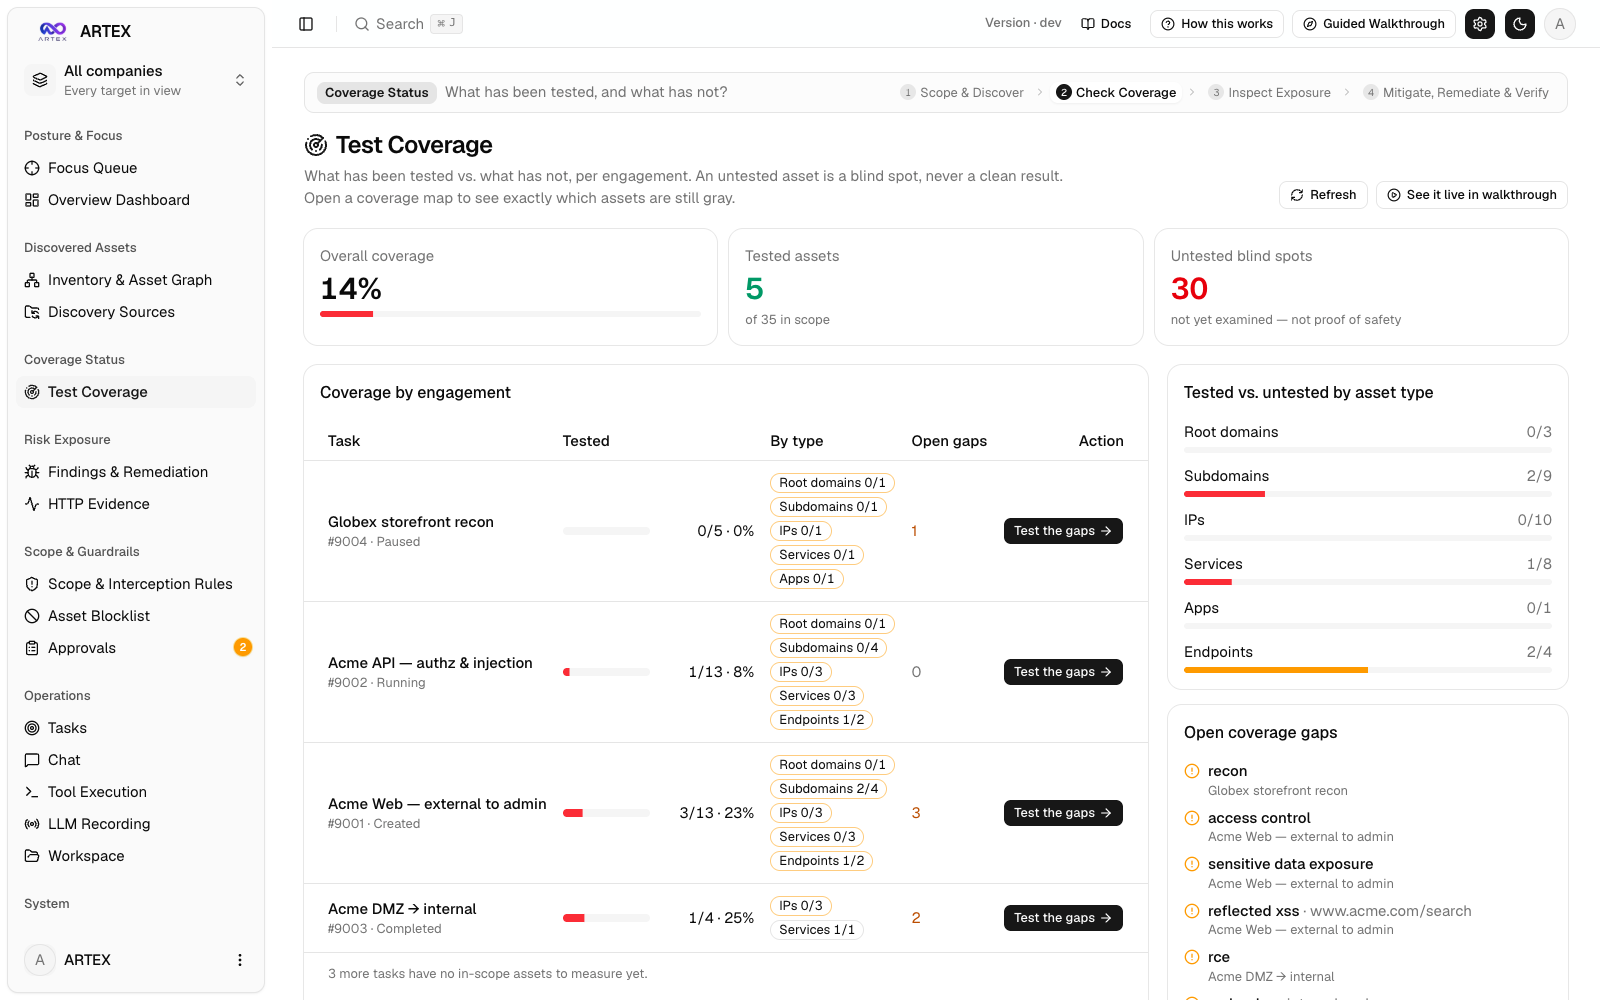 ARTEX
ARTEX
All companies
Every target in view
Posture & Focus
Focus Queue
Overview Dashboard
Discovered Assets
Inventory & Asset Graph
Discovery Sources
Coverage Status
Test Coverage
Risk Exposure
Findings & Remediation
HTTP Evidence
Scope & Guardrails
Scope & Interception Rules
Asset Blocklist
Approvals 2
Operations
Tasks
Chat
Tool Execution
LLM Recording
Workspace
System
A ARTEX
Search ⌘ J
Version · dev Docs How this works Guided Walkthrough A
Coverage Status What has been tested, and what has not?
1 Scope & Discover 2 Check Coverage 3 Inspect Exposure 4 Mitigate, Remediate & Verify
Test Coverage
What has been tested vs. what has not, per engagement. An untested asset is a blind spot, never a clean result.
Open a coverage map to see exactly which assets are still gray.
Refresh See it live in walkthrough
Overall coverage
14%
Tested assets
5
of 35 in scope
Untested blind spots
30
not yet examined — not proof of safety
Coverage by engagement
Task Tested By type Open gaps Action
Globex storefront recon
#9004 · Paused
0/5 · 0%
Root domains 0/1
Subdomains 0/1
IPs 0/1
Services 0/1
Apps 0/1
1
Test the gaps →
Acme API — authz & injection
#9002 · Running
1/13 · 8%
Root domains 0/1
Subdomains 0/4
IPs 0/3
Services 0/3
Endpoints 1/2
0
Test the gaps →
Acme Web — external to admin
#9001 · Created
3/13 · 23%
Root domains 0/1
Subdomains 2/4
IPs 0/3
Services 0/3
Endpoints 1/2
3
Test the gaps →
Acme DMZ → internal
#9003 · Completed
1/4 · 25%
IPs 0/3
Services 1/1
2
Test the gaps →
3 more tasks have no in-scope assets to measure yet.
Tested vs. untested by asset type
Root domains 0/3
Subdomains 2/9
IPs 0/10
Services 1/8
Apps 0/1
Endpoints 2/4
Open coverage gaps
recon
Globex storefront recon
access control
Acme Web — external to admin
sensitive data exposure
Acme Web — external to admin
reflected xss · www.acme.com/search
Acme Web — external to admin
rce
Acme DMZ → internal